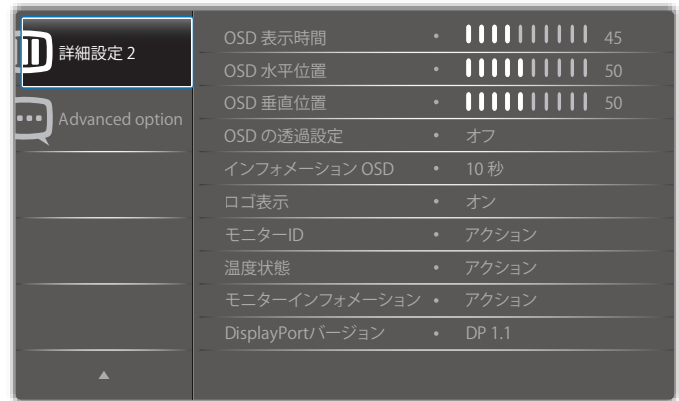 詳細設定 2
Advanced option
OSD 表示時間 • 45
OSD 水平位置 • 50
OSD 垂直位置 • 50
OSD の透過設定 • オフ
インフォメーション OSD • 10 秒
ロゴ表示 • オン
モニターID • アクション
温度状態 • アクション
モニターインフォメーション • アクション
DisplayPortバージョン • DP 1.1